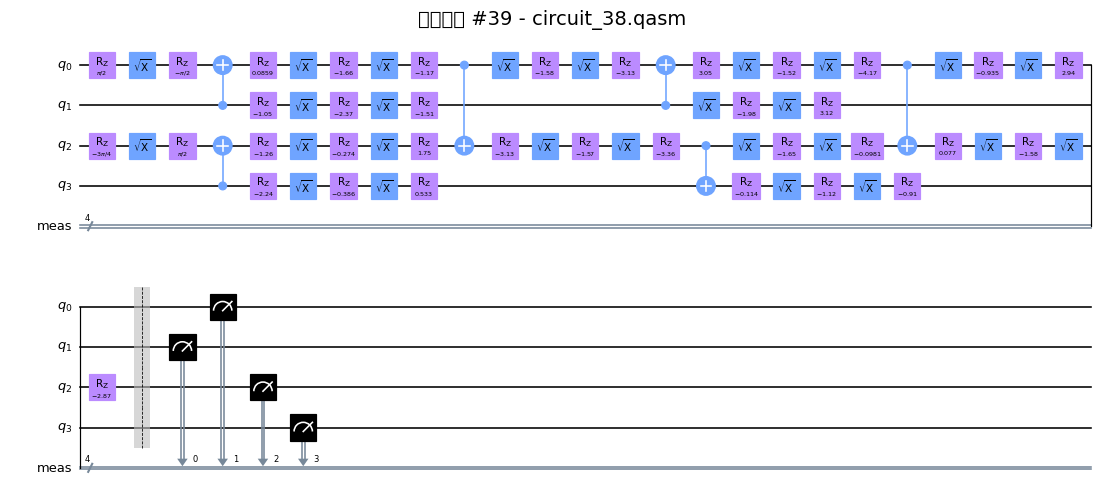 #39 - circuit_38.qasm
q0 RZ π/2 √X RZ −π/2 RZ 0.0859 √X RZ −1.66 √X RZ −1.17 √X RZ −1.58 √X RZ −3.13 RZ 3.05 √X RZ −1.52 √X RZ −4.17 √X RZ −0.935 √X RZ 2.94
q1 RZ −1.05 √X RZ −2.37 √X RZ −1.51 √X RZ −1.98 √X RZ 3.12
q2 RZ −3π/4 √X RZ π/2 RZ −1.26 √X RZ −0.274 √X RZ 1.75 RZ −3.13 √X RZ −1.57 √X RZ −3.36 √X RZ −1.65 √X RZ −0.0981 RZ 0.077 √X RZ −1.58 √X
q3 RZ −2.24 √X RZ −0.386 √X RZ 0.533 RZ −0.114 √X RZ −1.12 √X RZ −0.91
meas 4
q0
q1
q2 RZ −2.87
q3
meas 4 0 1 2 3